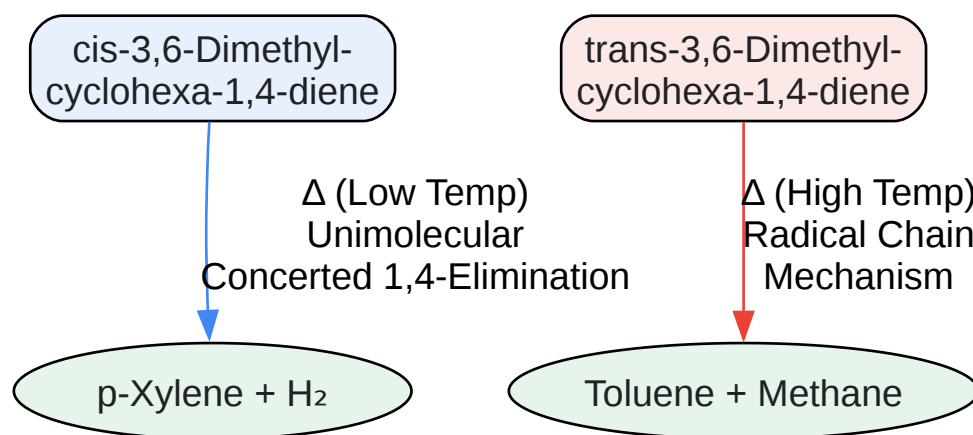 cis-3,6-Dimethyl-
cyclohexa-1,4-diene
trans-3,6-Dimethyl-
cyclohexa-1,4-diene
Δ (Low Temp)
Unimolecular
Concerted 1,4-Elimination
Δ (High Temp)
Radical Chain
Mechanism
p-Xylene + H₂
Toluene + Methane